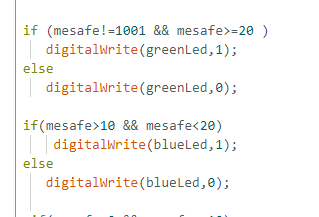 if (mesafe!=1001 && mesafe>=20 )
digitalWrite(greenLed,1);
else
digitalWrite(greenLed,0);
if(mesafe>10 && mesafe<20)
digitalWrite(blueLed,1);
else
digitalWrite(blueLed,0);